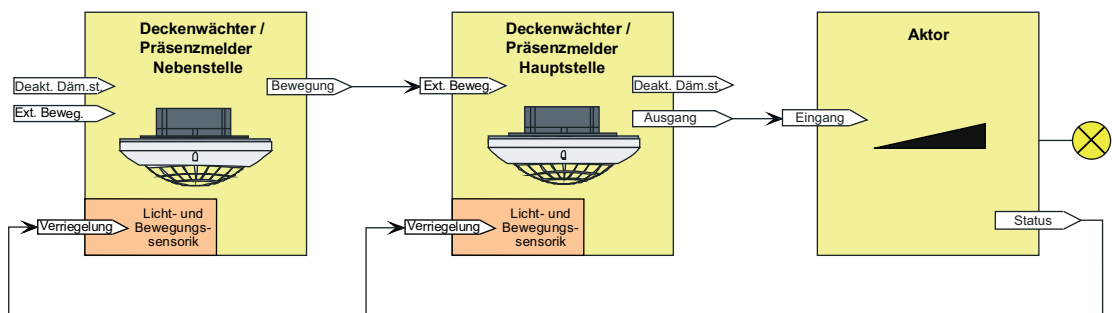 Deckenwächter /
Präsenzmelder
Nebenstelle
Deakt. Däm.st.
Ext. Beweg.
Bewegung
Verriegelung
Licht- und
Bewegungs-
sensorik
Deckenwächter /
Präsenzmelder
Hauptstelle
Ext. Beweg.
Deakt. Däm.st.
Ausgang
Verriegelung
Licht- und
Bewegungs-
sensorik
Aktor
Eingang
Status